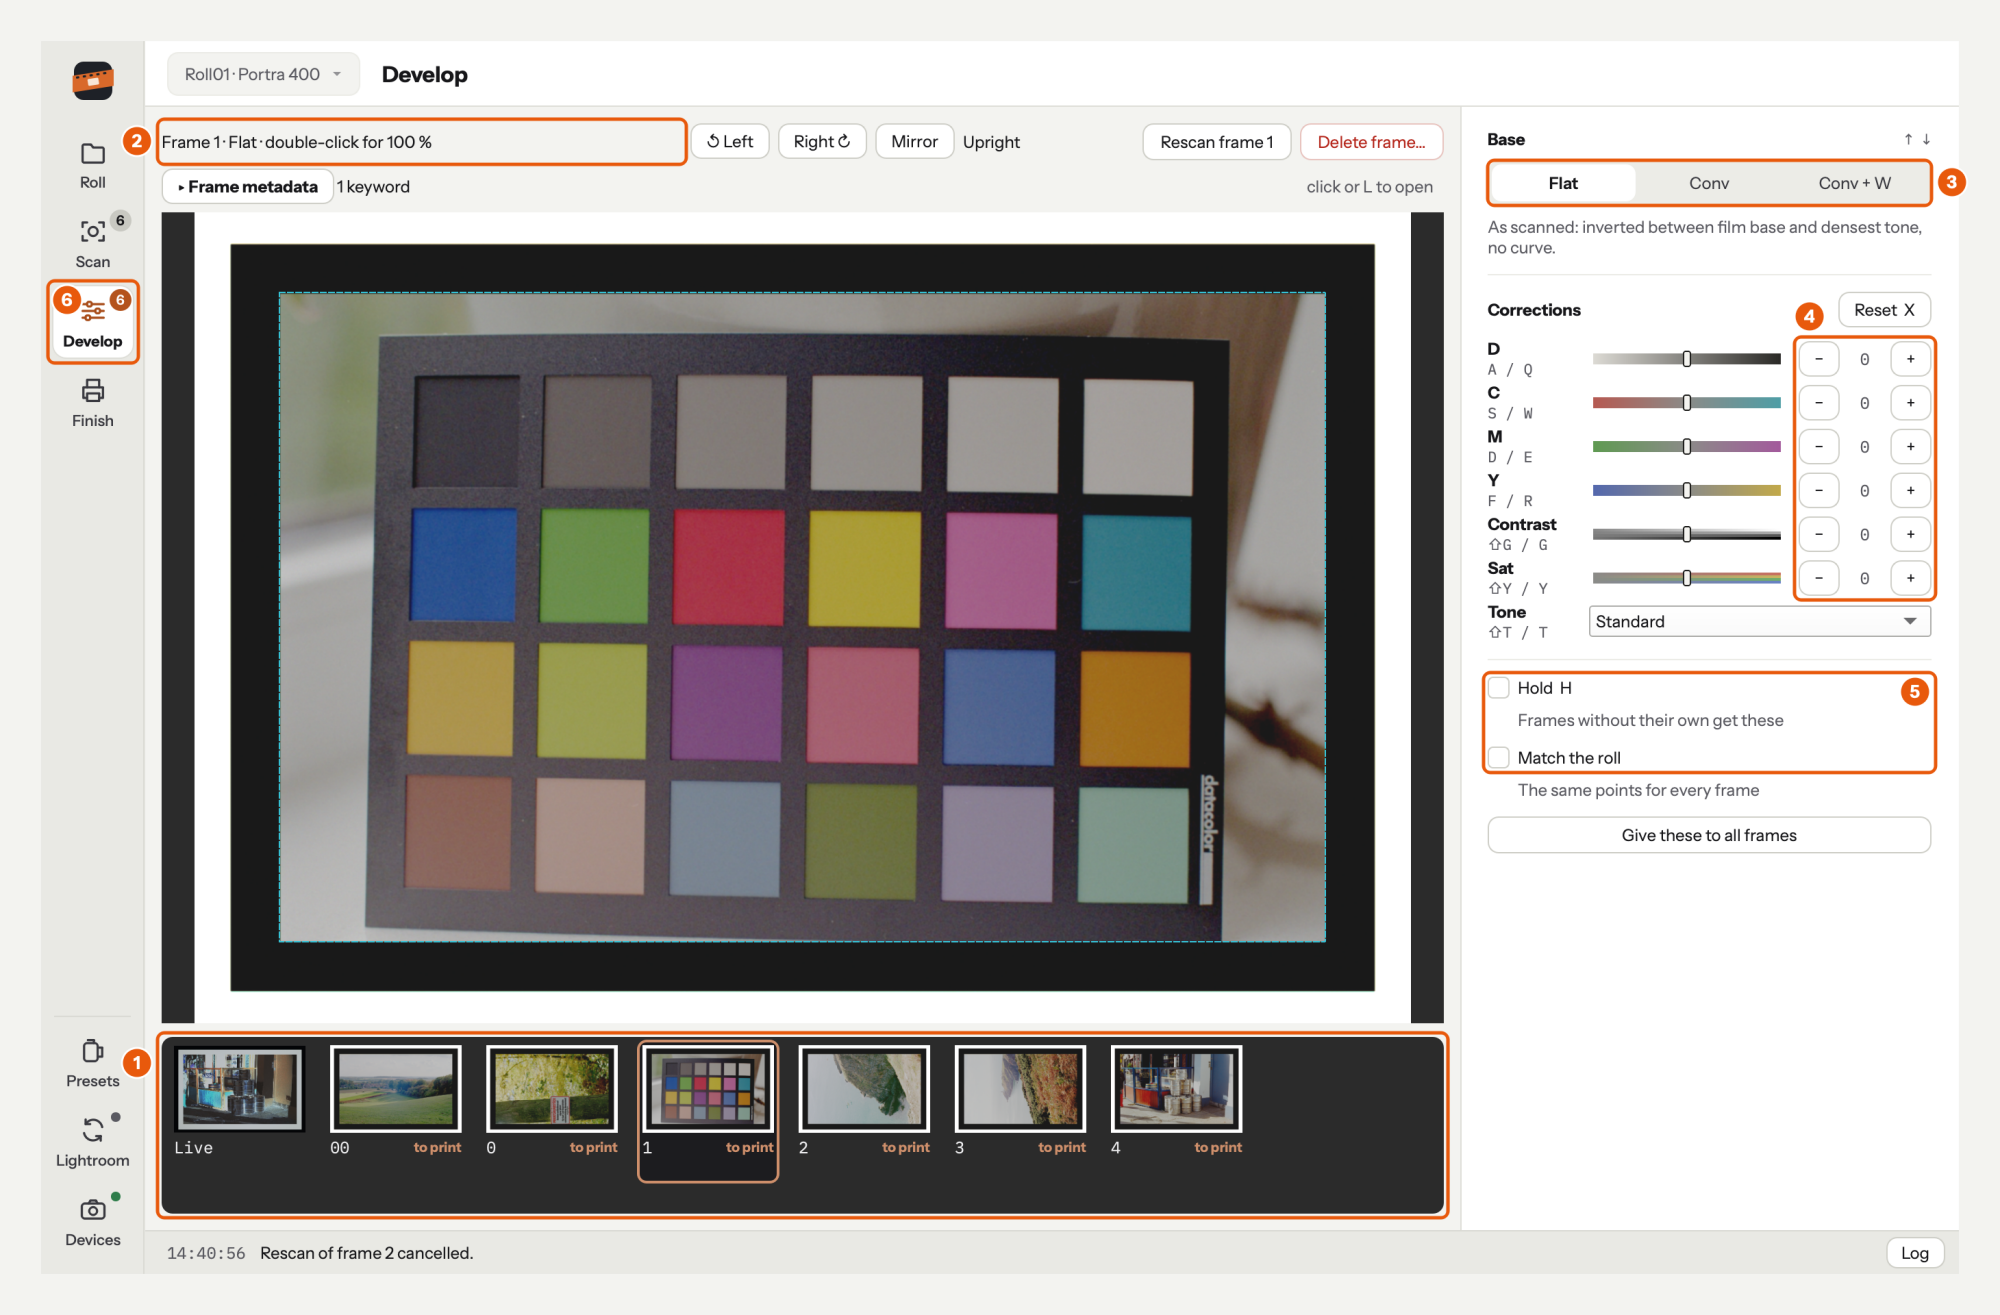 Roll01 · Portra 400
Develop
2
Frame 1 · Flat · double-click for 100 %
Left
Right
Mirror
Upright
Rescan frame 1
Delete frame...
Frame metadata
1 keyword
click or L to open
Roll
6
Scan
6
6
Develop
Finish
Presets
Lightroom
Devices
datacolor
1
Live
00
to print
0
to print
1
to print
2
to print
3
to print
4
to print
Base
↑ ↓
Flat
Conv
Conv + W
3
As scanned: inverted between film base and densest tone,
no curve.
Corrections
4
Reset X
D
A / Q
− 0 +
C
S / W
− 0 +
M
D / E
− 0 +
Y
F / R
− 0 +
Contrast
⇧G / G
− 0 +
Sat
⇧Y / Y
− 0 +
Tone
⇧T / T
Standard
Hold H
5
Frames without their own get these
Match the roll
The same points for every frame
Give these to all frames
14:40:56 Rescan of frame 2 cancelled.
Log